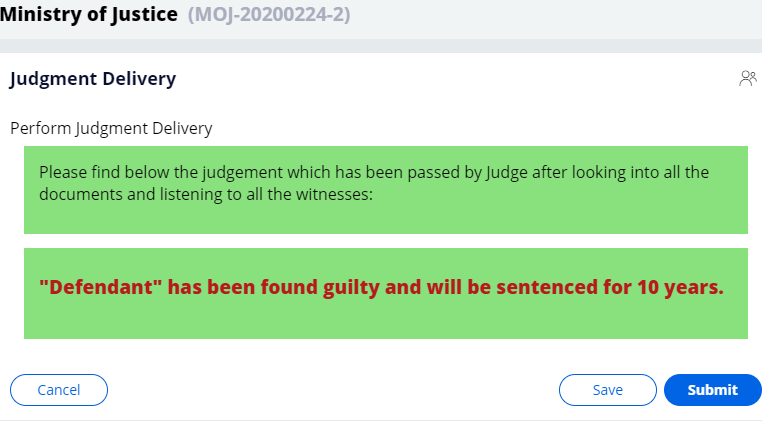 Ministry of Justice (MOJ-20200224-2)
Judgment Delivery
Perform Judgment Delivery
Please find below the judgement which has been passed by Judge after looking into all the
documents and listening to all the witnesses:
"Defendant" has been found guilty and will be sentenced for 10 years.
Cancel Save Submit